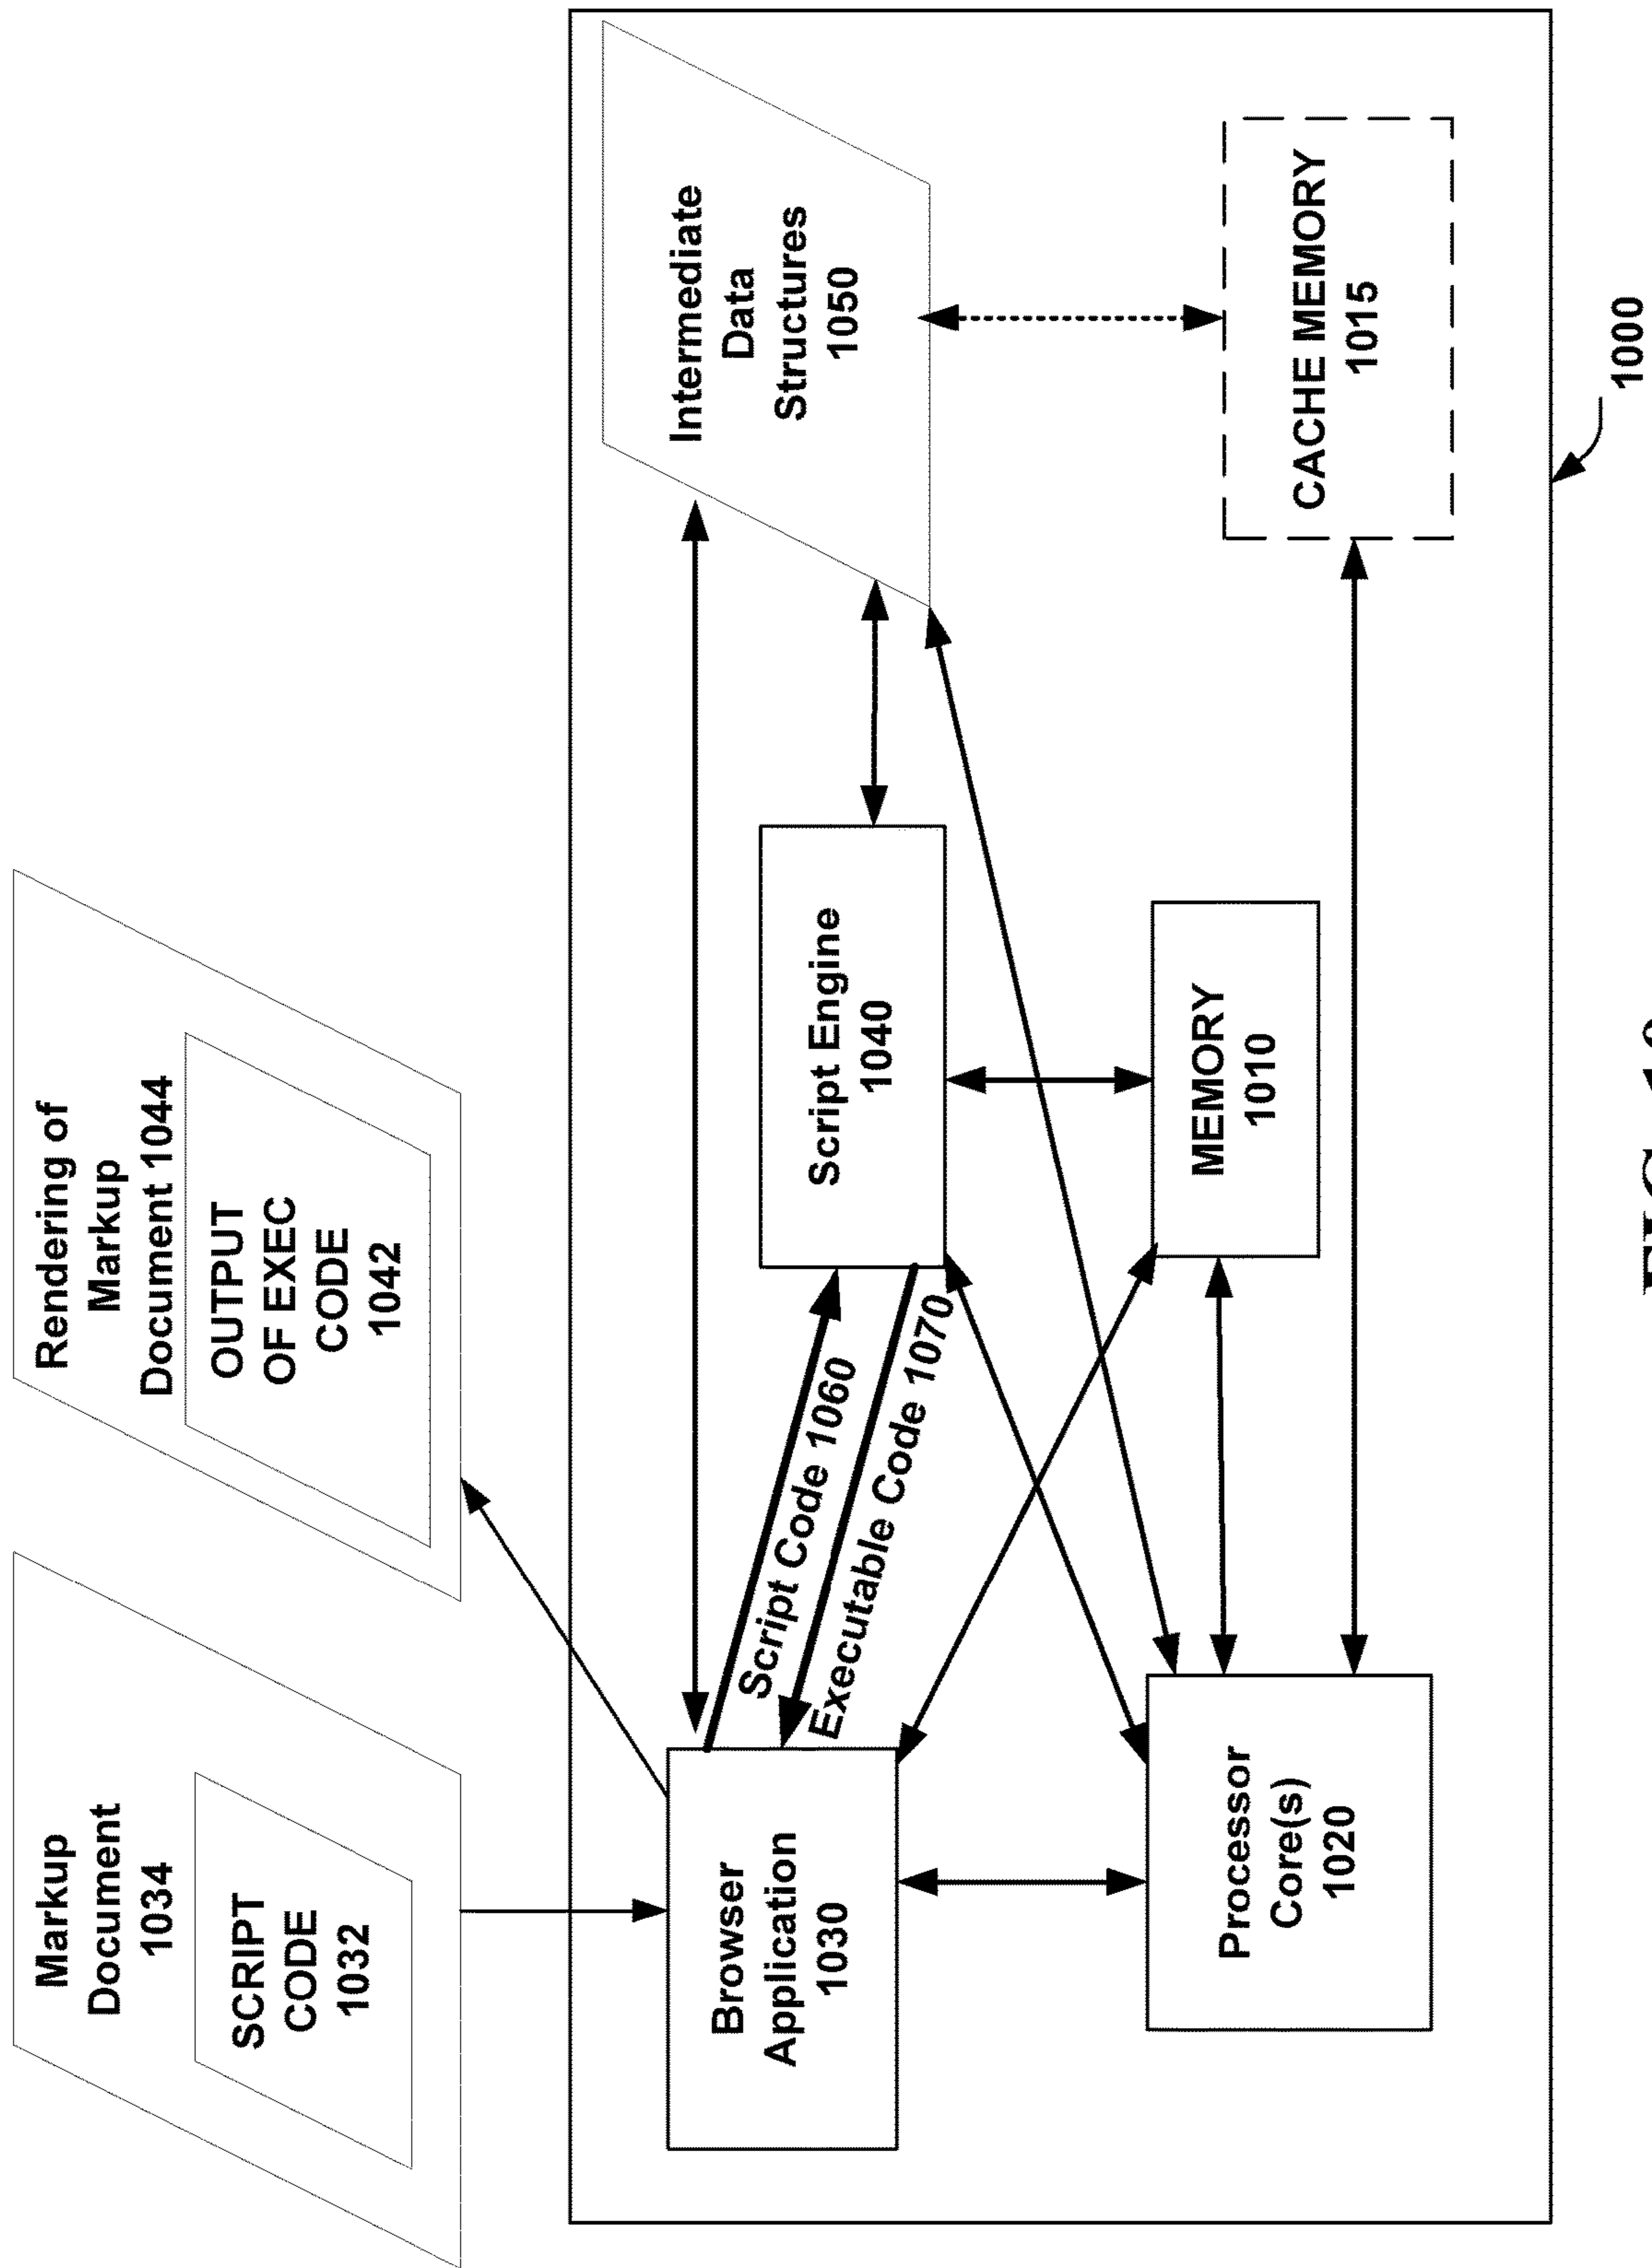 Markup
Document
1034
SCRIPT
CODE
1032
Rendering of
Markup
Document 1044
OUTPUT
OF EXEC
CODE
1042
Browser
Application
1030
Script Code 1060
Executable Code 1070
Script Engine
1040
Intermediate
Data
Structures
1050
Processor
Core(s)
1020
MEMORY
1010
CACHE MEMORY
1015
1000